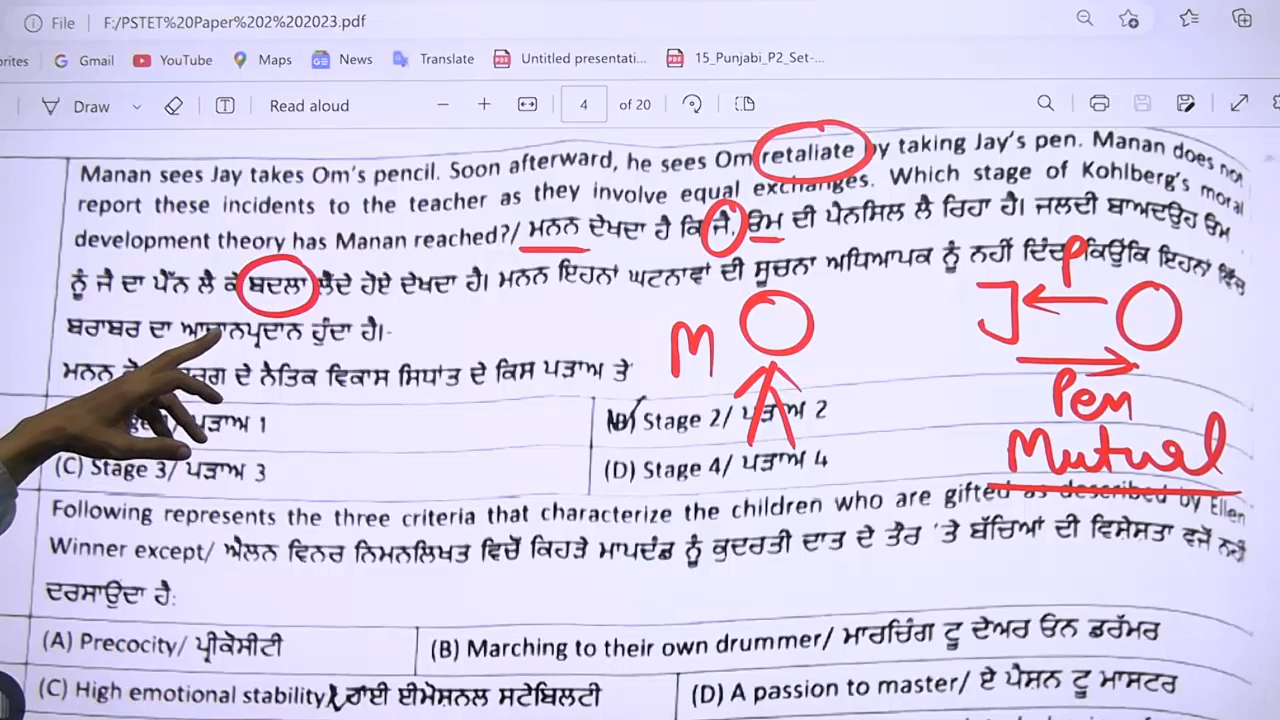 File F:/PSTET%20Paper%202%202023.pdf
orites Gmail YouTube Maps News Translate Untitled presentati... 15_Punjabi_P2_Set-...
Draw Read aloud 4 of 20
Manan sees Jay takes Om's pencil. Soon afterward, he sees Om retaliate by taking Jay's pen. Manan does not
report these incidents to the teacher as they involve equal exchanges. Which stage of Kohlberg's moral
development theory has Manan reached?/ ਮਨਨ ਦੇਖਦਾ ਹੈ ਕਿ ਜੈ, ਓਮ ਦੀ ਪੈਨਸਿਲ ਲੈ ਰਿਹਾ ਹੈ। ਜਲਦੀ ਬਾਅਦਉਹ ਓਮ
ਨੂੰ ਜੈ ਦਾ ਪੈੱਨ ਲੈ ਕੇ ਬਦਲਾ ਲੈਂਦੇ ਹੋਏ ਦੇਖਦਾ ਹੈ। ਮਨਨ ਇਹਨਾਂ ਘਟਨਾਵਾਂ ਦੀ ਸੂਚਨਾ ਅਧਿਆਪਕ ਨੂੰ ਨਹੀਂ ਦਿੰਦਾ ਕਿਉਂਕਿ ਇਹਨਾਂ ਵਿੱਚ
P
ਬਰਾਬਰ ਦਾ ਆਦਾਨਪ੍ਰਦਾਨ ਹੁੰਦਾ ਹੈ।-
M J
ਮਨਨ ਦੇ ਨੈਤਿਕ ਵਿਕਾਸ ਸਿਧਾਂਤ ਦੇ ਕਿਸ ਪੜਾਅ ਤੇ
Pen
1/ ਪੜਾਅ 1 (B) Stage 2/ ਪੜਾਅ 2
Mutual
(C) Stage 3/ ਪੜਾਅ 3 (D) Stage 4/ ਪੜਾਅ 4
Following represents the three criteria that characterize the children who are gifted as described by Ellen
Winner except/ ਐਲਨ ਵਿਨਰ ਨਿਮਨਲਿਖਤ ਵਿਚੋਂ ਕਿਹੜੇ ਮਾਪਦੰਡ ਨੂੰ ਕੁਦਰਤੀ ਦਾਤ ਦੇ ਤੌਰ 'ਤੇ ਬੱਚਿਆਂ ਦੀ ਵਿਸ਼ੇਸਤਾ ਵਜੋਂ ਨਹੀਂ
ਦਰਸਾਉਂਦਾ ਹੈ:
(A) Precocity/ ਪ੍ਰੀਕੋਸੀਟੀ (B) Marching to their own drummer/ ਮਾਰਚਿੰਗ ਟੂ ਦੇਅਰ ਓਨ ਡਰੱਮਰ
(C) High emotional stability/ ਹਾਈ ਈਮੋਸ਼ਨਲ ਸਟੇਬਿਲਟੀ (D) A passion to master/ ਏ ਪੈਸ਼ਨ ਟੂ ਮਾਸਟਰ